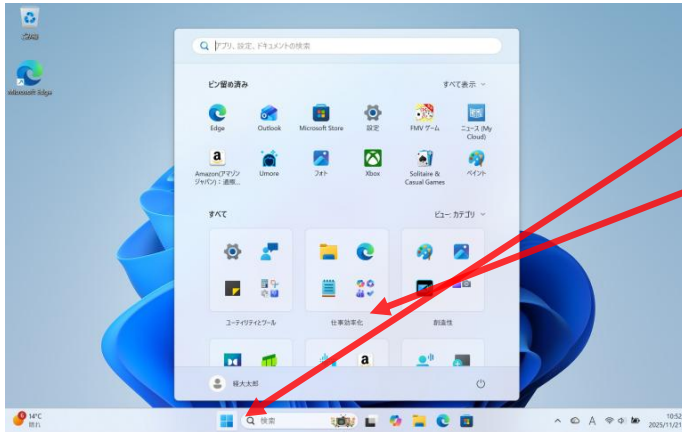 ごみ箱
Microsoft Edge
アプリ、設定、ドキュメントの検索
ピン留め済み
すべて表示
Edge
Outlook
Microsoft Store
設定
FMV ゲーム
ニュース (My
Cloud)
Amazon(アマゾン
ジャパン)：通販...
Umore
フォト
Xbox
Solitaire &
Casual Games
ペイント
すべて
ビュー: カテゴリ
ユーティリティとツール
仕事効率化
創造性
14°C
晴れ
検索
A
10:52
2025/11/21